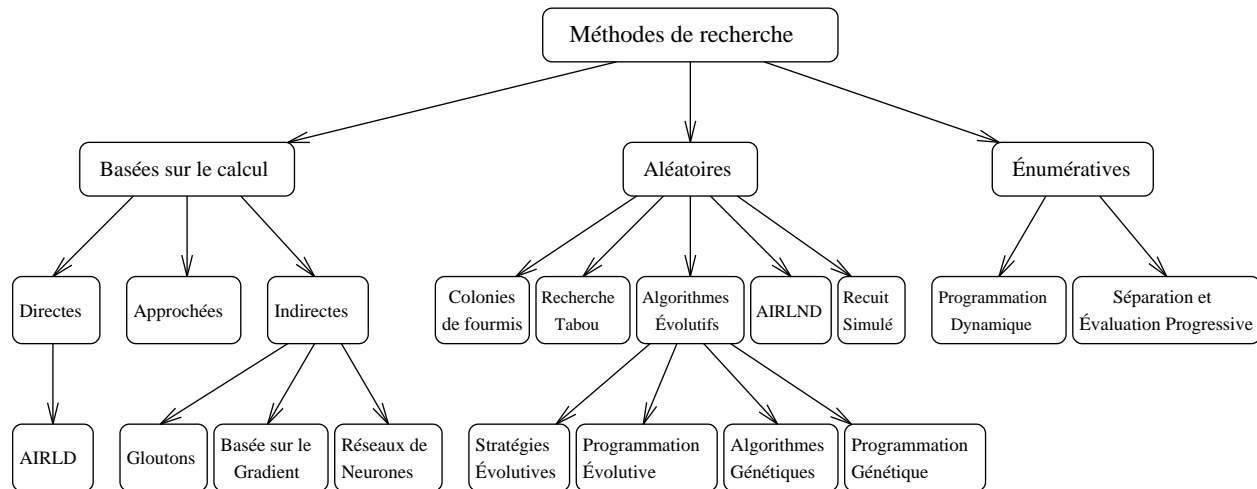 Méthodes de recherche
Basées sur le calcul
Aléatoires
Énumératives
Directes
Approchées
Indirectes
Colonies
de fourmis
Recherche
Tabou
Algorithmes
Évolutifs
AIRLND
Recuit
Simulé
Programmation
Dynamique
Séparation et
Évaluation Progressive
AIRLD
Gloutons
Basée sur le
Gradient
Réseaux de
Neurones
Stratégies
Évolutives
Programmation
Évolutive
Algorithmes
Génétiques
Programmation
Génétique